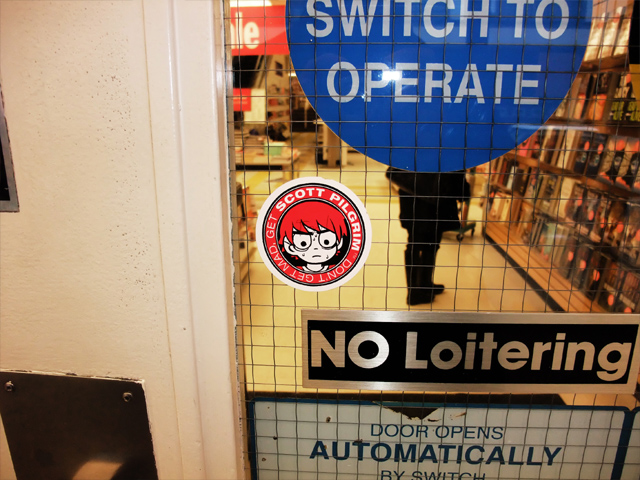 SWITCH TO
OPERATE
DON'T GET MAD, GET SCOTT PILGRIM
NO Loitering
DOOR OPENS
AUTOMATICALLY
BY SWITCH